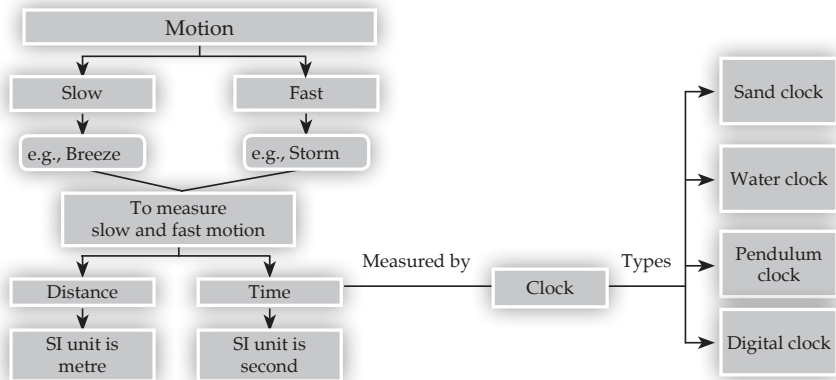 Motion
Slow
Fast
e.g., Breeze
e.g., Storm
To measure
slow and fast motion
Distance
Time
SI unit is
metre
SI unit is
second
Measured by
Clock
Types
Sand clock
Water clock
Pendulum
clock
Digital clock